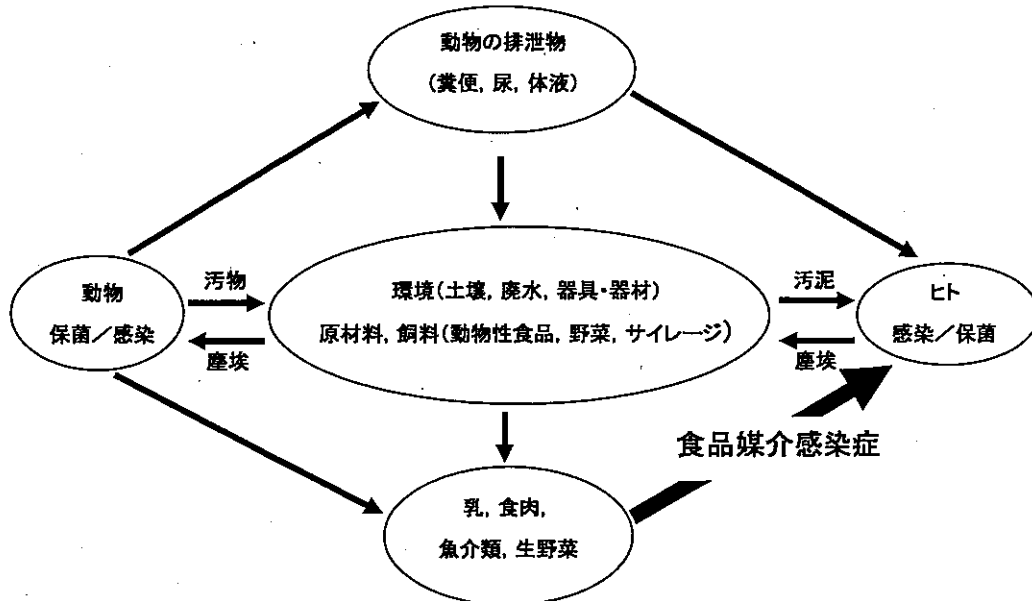 動物の排泄物
(糞便, 尿, 体液)
動物
保菌/感染
汚物
塵埃
環境(土壌, 廃水, 器具・器材)
原材料, 飼料(動物性食品, 野菜, サイレージ)
汚泥
塵埃
ヒト
感染/保菌
食品媒介感染症
乳, 食肉,
魚介類, 生野菜